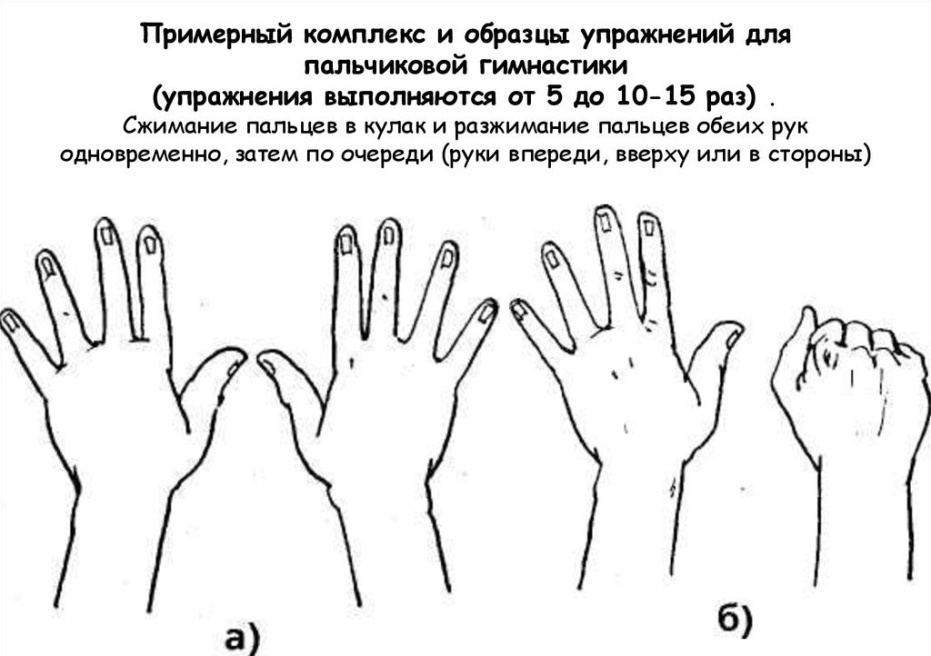 Примерный комплекс и образцы упражнений для
пальчиковой гимнастики
(упражнения выполняются от 5 до 10-15 раз) .
Сжимание пальцев в кулак и разжимание пальцев обеих рук
одновременно, затем по очереди (руки впереди, вверху или в стороны)
а)
б)